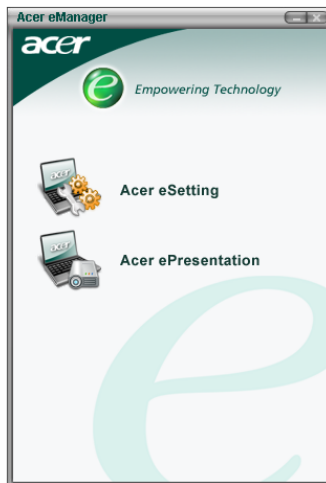 Acer eManager
acer
e Empowering Technology
Acer eSetting
Acer ePresentation